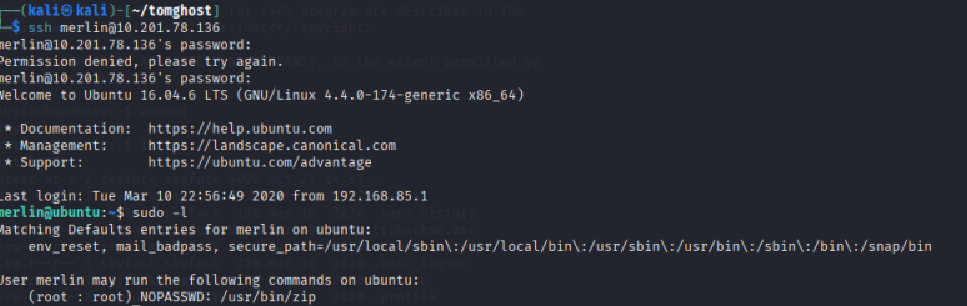 (kali㉿kali)-[~/tomghost]
$ ssh merlin@10.201.78.136
merlin@10.201.78.136's password:
Permission denied, please try again.
merlin@10.201.78.136's password:
Welcome to Ubuntu 16.04.6 LTS (GNU/Linux 4.4.0-174-generic x86_64)
* Documentation: https://help.ubuntu.com
* Management: https://landscape.canonical.com
* Support: https://ubuntu.com/advantage
Last login: Tue Mar 10 22:56:49 2020 from 192.168.85.1
merlin@ubuntu:~$ sudo -l
Matching Defaults entries for merlin on ubuntu:
env_reset, mail_badpass, secure_path=/usr/local/sbin\:/usr/local/bin\:/usr/sbin\:/usr/bin\:/sbin\:/bin\:/snap/bin
User merlin may run the following commands on ubuntu:
(root : root) NOPASSWD: /usr/bin/zip